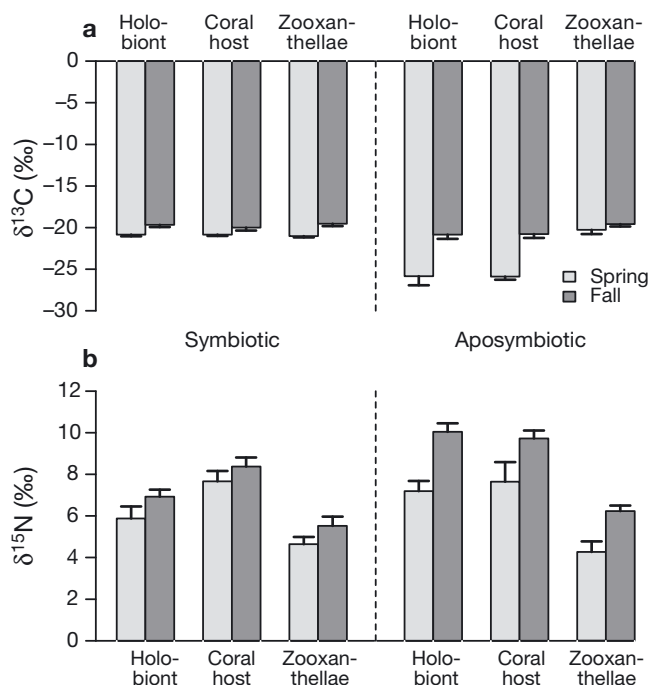 a
Holo-
biont
Coral
host
Zooxan-
thellae
Holo-
biont
Coral
host
Zooxan-
thellae
0
−5
−10
−15
−20
−25
−30
δ13C (‰)
Spring
Fall
Symbiotic
Aposymbiotic
b
12
10
8
6
4
2
0
δ15N (‰)
Holo-
biont
Coral
host
Zooxan-
thellae
Holo-
biont
Coral
host
Zooxan-
thellae